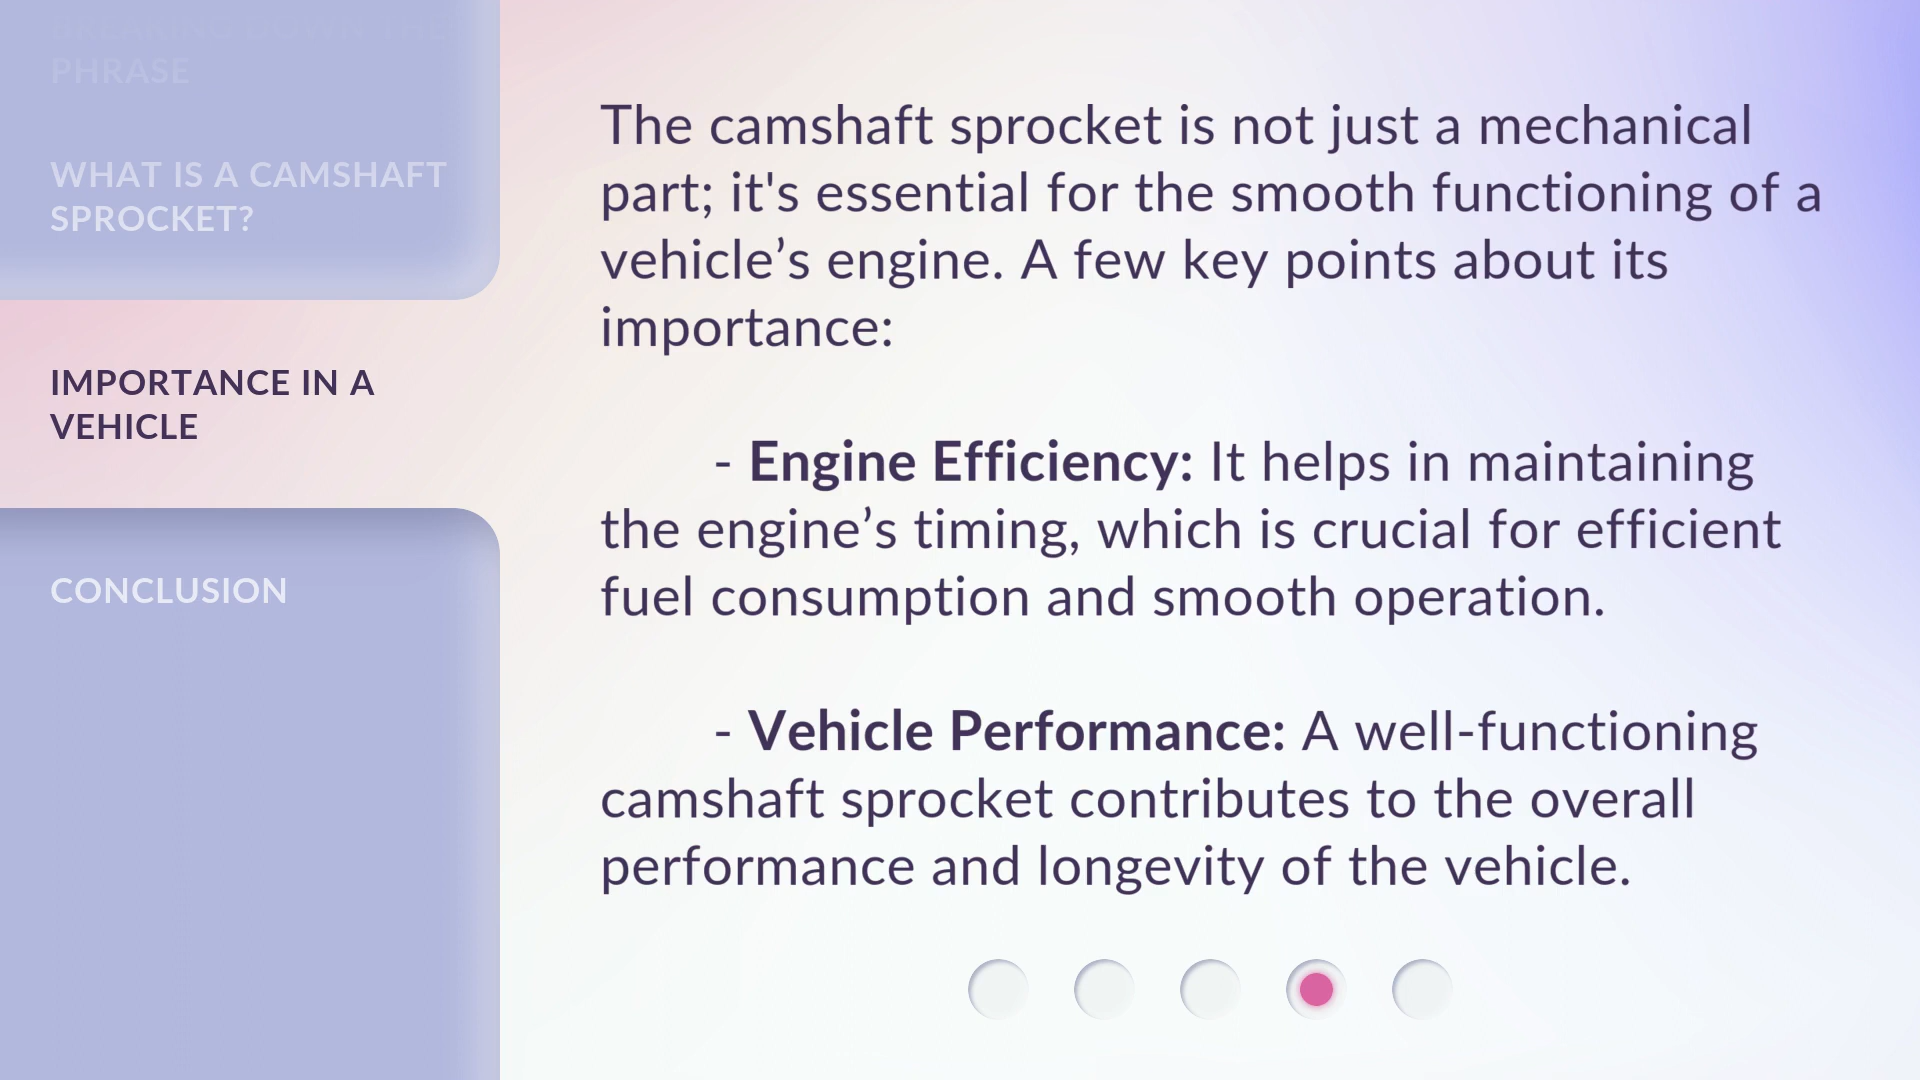 BREAKING DOWN THE
PHRASE
WHAT IS A CAMSHAFT
SPROCKET?
IMPORTANCE IN A
VEHICLE
CONCLUSION
The camshaft sprocket is not just a mechanical
part; it's essential for the smooth functioning of a
vehicle’s engine. A few key points about its
importance:
- Engine Efficiency: It helps in maintaining
the engine’s timing, which is crucial for efficient
fuel consumption and smooth operation.
- Vehicle Performance: A well-functioning
camshaft sprocket contributes to the overall
performance and longevity of the vehicle.